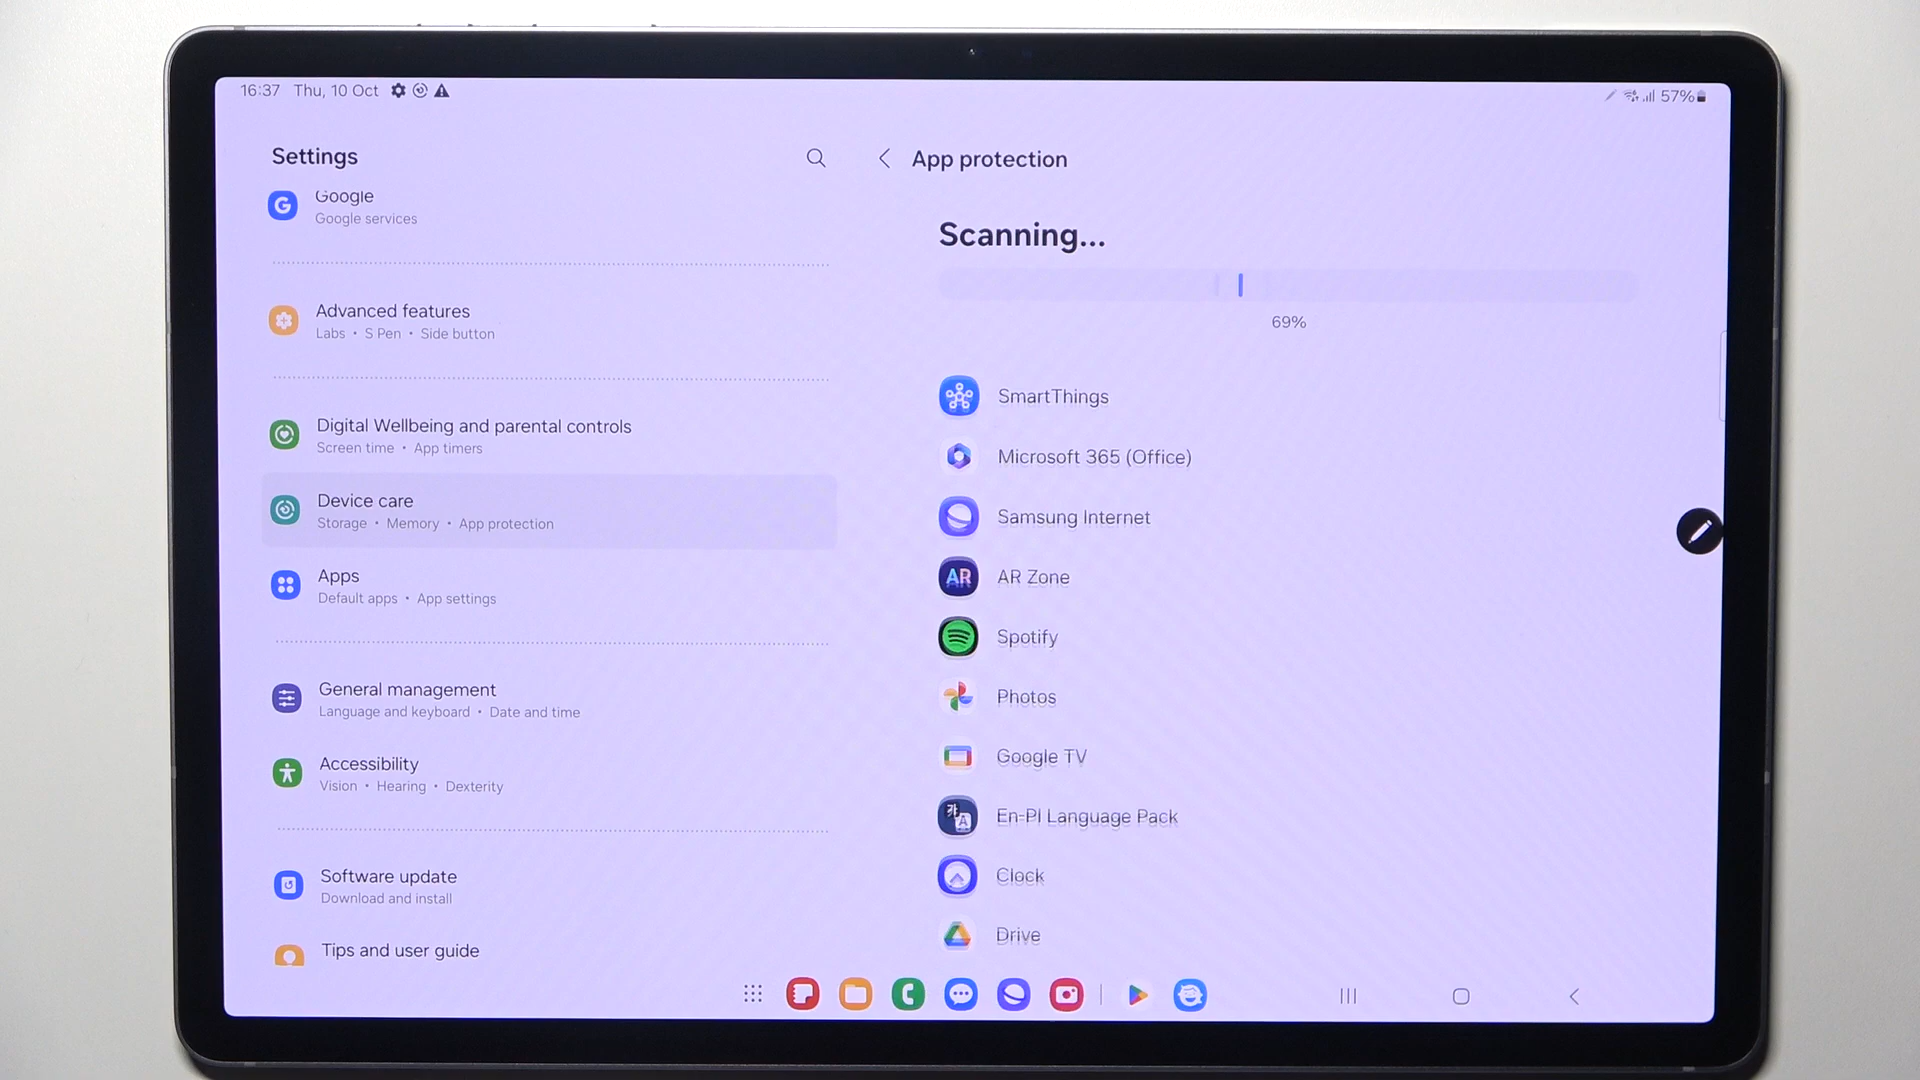 16:37 Thu, 10 Oct
57%
Settings
Google
Google services
Advanced features
Labs • S Pen • Side button
Digital Wellbeing and parental controls
Screen time • App timers
Device care
Storage • Memory • App protection
Apps
Default apps • App settings
General management
Language and keyboard • Date and time
Accessibility
Vision • Hearing • Dexterity
Software update
Download and install
Tips and user guide
App protection
Scanning...
69%
SmartThings
Microsoft 365 (Office)
Samsung Internet
AR
AR Zone
Spotify
Photos
Google TV
En-Pl Language Pack
Clock
Drive